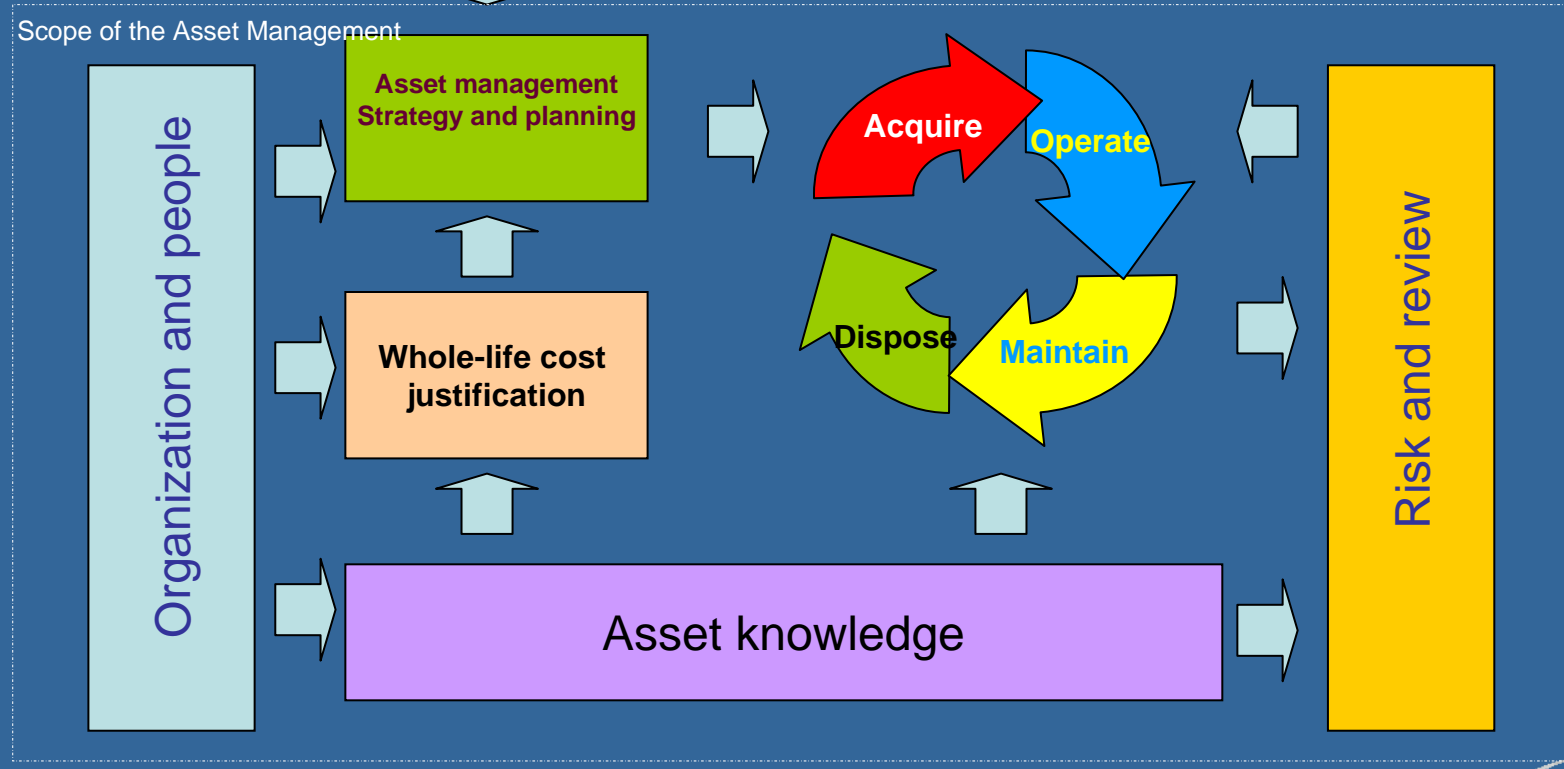 Scope of the Asset Management
Organization and people
Asset management
Strategy and planning
Whole-life cost
justification
Acquire
Operate
Maintain
Dispose
Asset knowledge
Risk and review